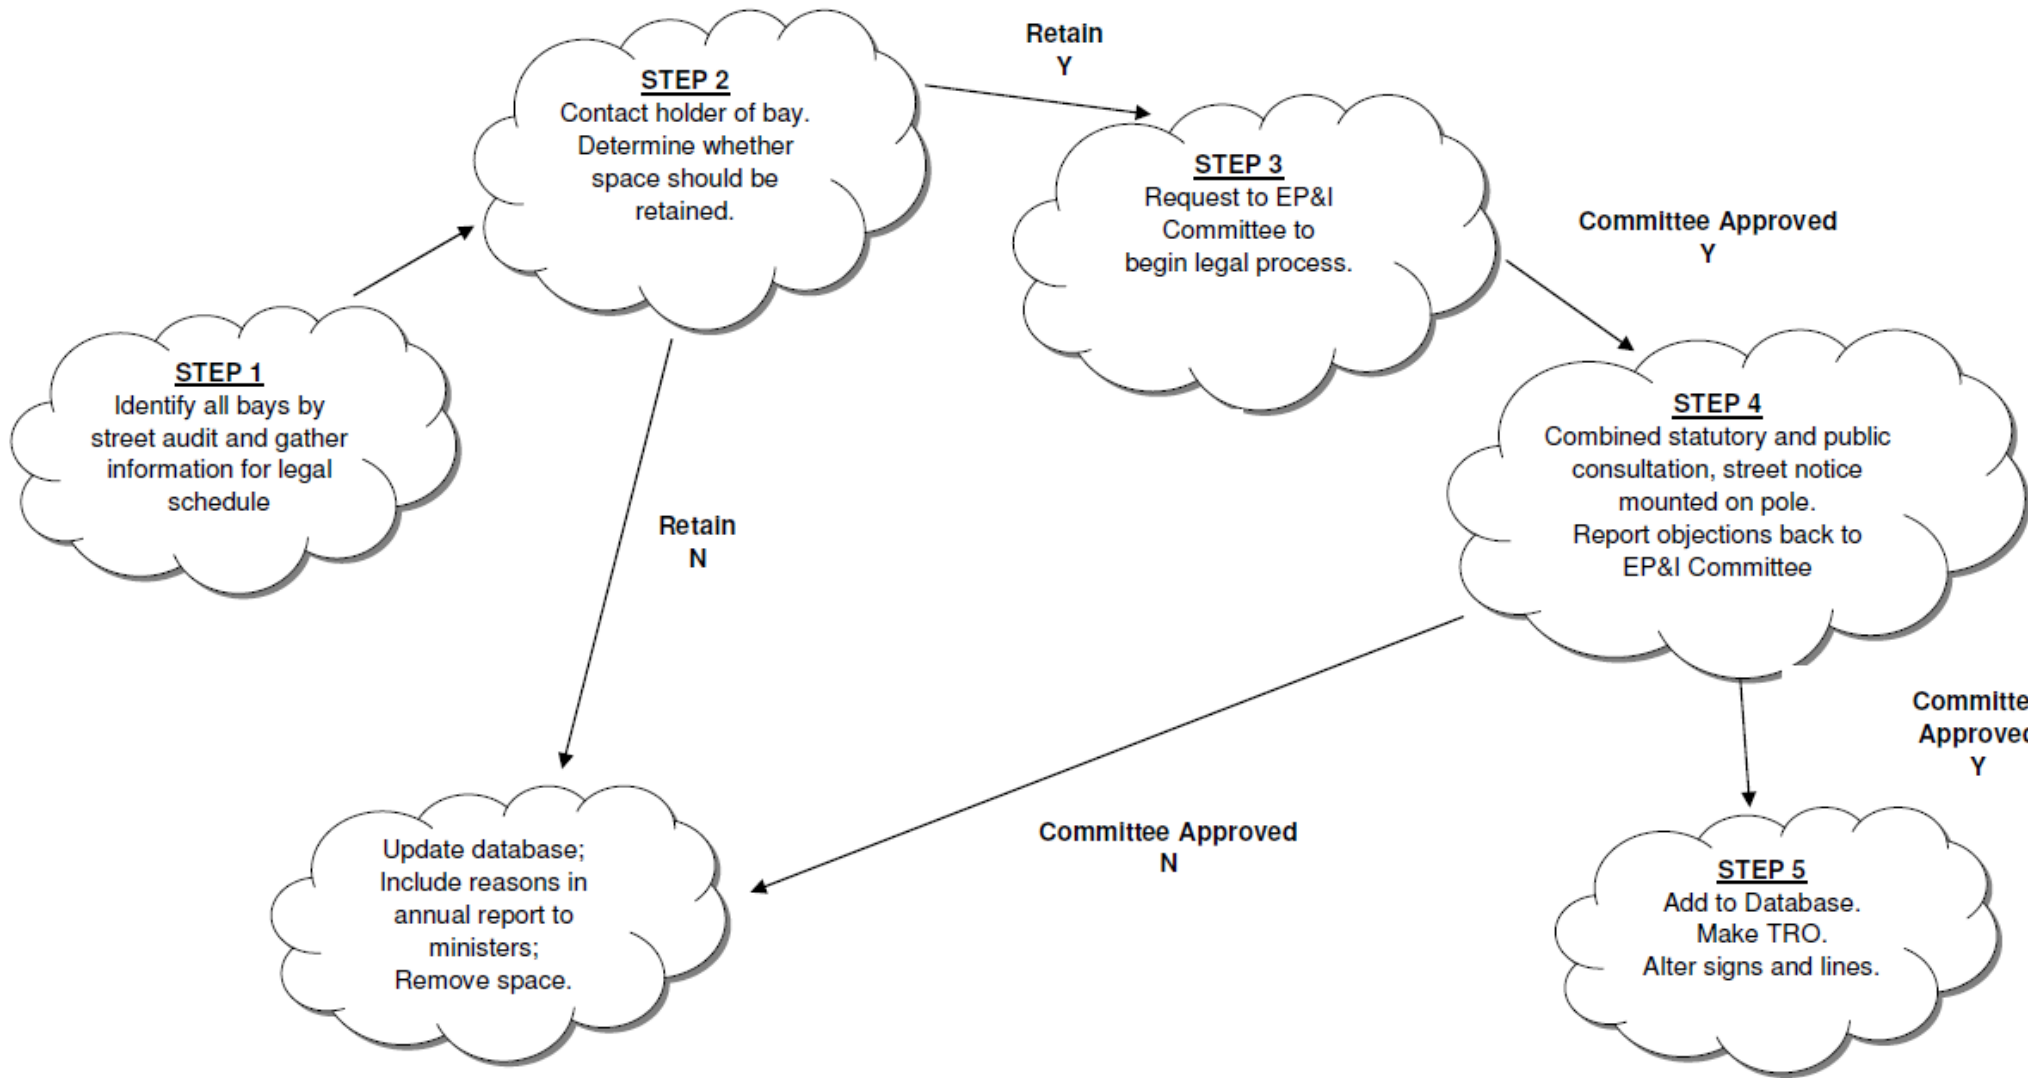 STEP 1
Identify all bays by
street audit and gather
information for legal
schedule
STEP 2
Contact holder of bay.
Determine whether
space should be
retained.
Retain
Y
STEP 3
Request to EP&I
Committee to
begin legal process.
Committee Approved
Y
STEP 4
Combined statutory and public
consultation, street notice
mounted on pole.
Report objections back to
EP&I Committee
Retain
N
Committee Approved
N
Committe
Approved
Y
Update database;
Include reasons in
annual report to
ministers;
Remove space.
STEP 5
Add to Database.
Make TRO.
Alter signs and lines.